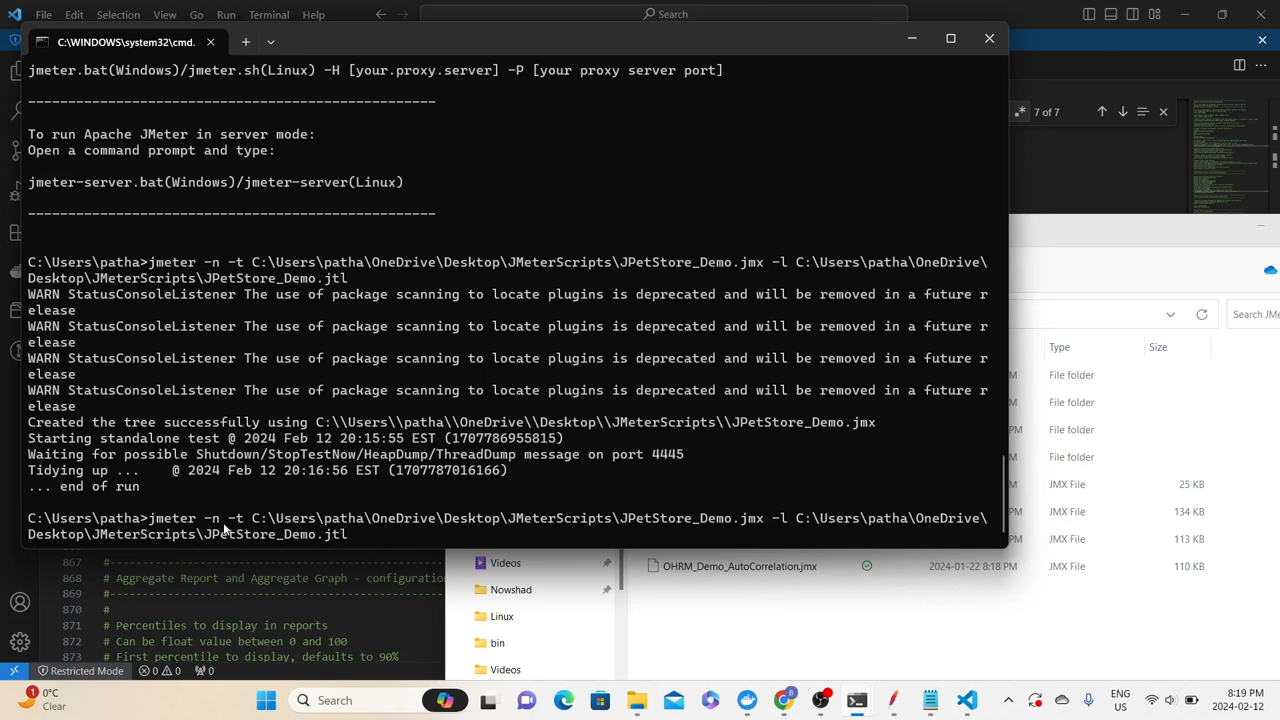 File Edit Selection View Go Run Terminal Help
Search
C:\WINDOWS\system32\cmd.
jmeter.bat(Windows)/jmeter.sh(Linux) -H [your.proxy.server] -P [your proxy server port]
---------------------------------------------------
To run Apache JMeter in server mode:
Open a command prompt and type:
jmeter-server.bat(Windows)/jmeter-server(Linux)
---------------------------------------------------
C:\Users\patha>jmeter -n -t C:\Users\patha\OneDrive\Desktop\JMeterScripts\JPetStore_Demo.jmx -l C:\Users\patha\OneDrive\
Desktop\JMeterScripts\JPetStore_Demo.jtl
WARN StatusConsoleListener The use of package scanning to locate plugins is deprecated and will be removed in a future r
elease
WARN StatusConsoleListener The use of package scanning to locate plugins is deprecated and will be removed in a future r
elease
WARN StatusConsoleListener The use of package scanning to locate plugins is deprecated and will be removed in a future r
elease
WARN StatusConsoleListener The use of package scanning to locate plugins is deprecated and will be removed in a future r
elease
Created the tree successfully using C:\\Users\\patha\\OneDrive\\Desktop\\JMeterScripts\\JPetStore_Demo.jmx
Starting standalone test @ 2024 Feb 12 20:15:55 EST (1707786955815)
Waiting for possible Shutdown/StopTestNow/HeapDump/ThreadDump message on port 4445
Tidying up ... @ 2024 Feb 12 20:16:56 EST (1707787016166)
... end of run
C:\Users\patha>jmeter -n -t C:\Users\patha\OneDrive\Desktop\JMeterScripts\JPetStore_Demo.jmx -l C:\Users\patha\OneDrive\
Desktop\JMeterScripts\JPetStore_Demo.jtl
7 of 7
Search JMe
Type Size
M File folder
M File folder
M File folder
M File folder
M JMX File 25 KB
M JMX File 134 KB
M JMX File 113 KB
OHRM_Demo_AutoCorrelation.jmx 2024-01-22 8:18 PM JMX File 110 KB
Videos
Nowshad
Linux
bin
Videos
867 #---------------------------------------------------
868 # Aggregate Report and Aggregate Graph - configuration
869 #---------------------------------------------------
870 #
871 # Percentiles to display in reports
872 # Can be float value between 0 and 100
873 # First percentile to display, defaults to 90%
Restricted Mode 0 0 0
1 0°C
Clear
Search
8
ENG
US
8:19 PM
2024-02-12